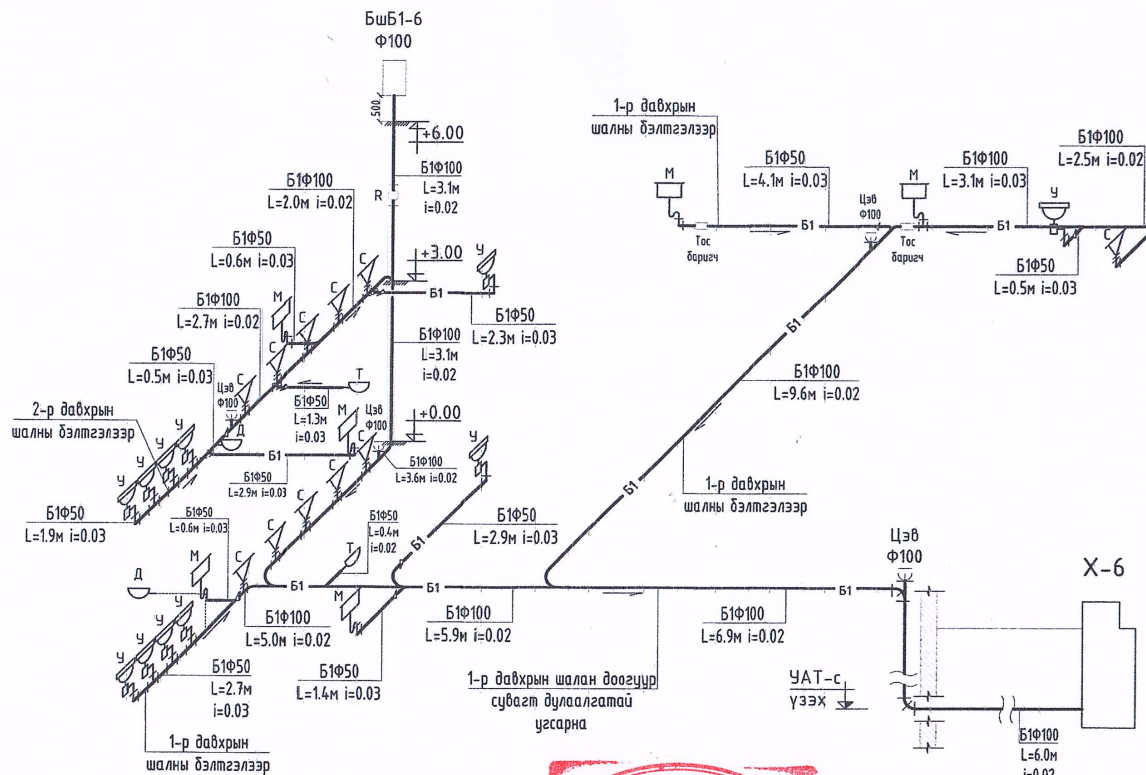 БшБ1-6
Ф100
500
+6.00
Б1Ф100
L=3.1м
i=0.02
R
Б1Ф100
L=2.0м i=0.02
Б1Ф50
L=0.6м i=0.03
+3.00
У
С
М
С
С
Б1
Б1Ф100
L=2.7м i=0.02
Б1Ф50
L=2.3м i=0.03
Б1Ф100
L=3.1м
i=0.02
Б1Ф50
L=0.5м i=0.03
С
Цэв
Ф100
Т
Б1Ф50
L=1.3м
i=0.03
2-р давхрын
шалны бэлтгэлээр
Д
У
У
У
У
М
Цэв
Ф100
+0.00
С
Б1
Б1Ф50
L=2.9м i=0.03
Б1Ф100
L=3.6м i=0.02
У
С
С
Б1Ф50
L=1.9м i=0.03
Б1Ф50
L=0.6м i=0.03
М
С
С
Б1Ф50
L=0.4м
i=0.02
Т
Б1
Б1Ф50
L=2.9м i=0.03
Д
У
У
У
У
Б1
М
Б1
Б1Ф100
L=5.0м i=0.02
Б1Ф50
L=2.7м
i=0.03
Б1Ф50
L=1.4м i=0.03
1-р давхрын
шалны бэлтгэлээр
Б1Ф100
L=5.9м i=0.02
Б1Ф100
L=6.9м i=0.02
Б1
1-р давхрын шалан доогуур
сувагт дулаалгатай
угсарна
1-р давхрын
шалны бэлтгэлээр
М
Б1Ф50
L=4.1м i=0.03
Тос
баригч
Б1
Цэв
Ф100
М
Тос
баригч
Б1Ф100
L=3.1м i=0.03
Б1
У
Б1Ф100
L=2.5м i=0.02
С
Б1Ф50
L=0.5м i=0.03
Б1
Б1Ф100
L=9.6м i=0.02
Б1
1-р давхрын
шалны бэлтгэлээр
Цэв
Ф100
Х-6
УАТ-с
үзэх
Б1Ф100
L=6.0м
i=0.02